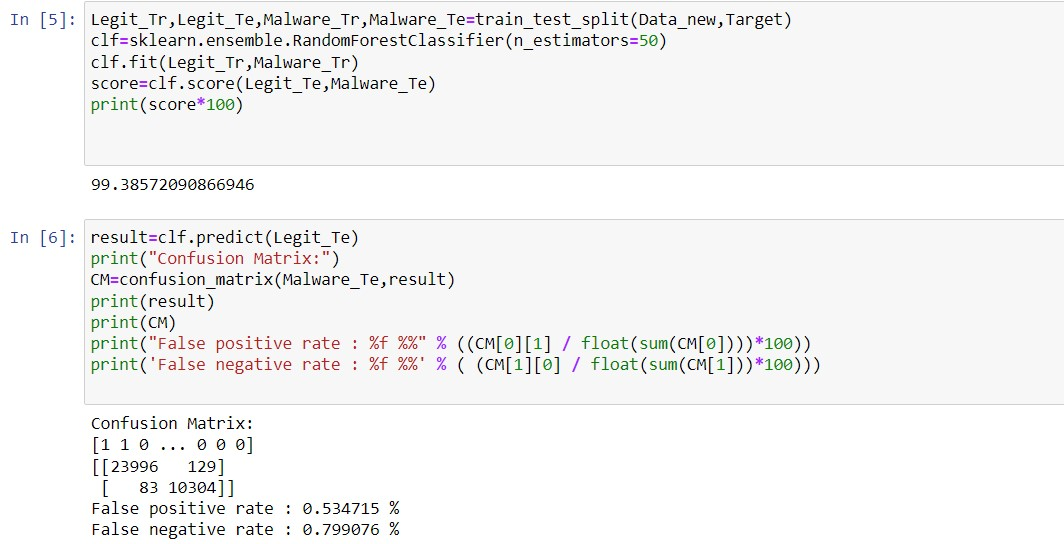 In [5]: Legit_Tr,Legit_Te,Malware_Tr,Malware_Te=train_test_split(Data_new,Target)
clf=sklearn.ensemble.RandomForestClassifier(n_estimators=50)
clf.fit(Legit_Tr,Malware_Tr)
score=clf.score(Legit_Te,Malware_Te)
print(score*100)
99.38572090866946
In [6]: result=clf.predict(Legit_Te)
print("Confusion Matrix:")
CM=confusion_matrix(Malware_Te,result)
print(result)
print(CM)
print("False positive rate : %f %%" % ((CM[0][1] / float(sum(CM[0])))*100))
print('False negative rate : %f %%' % ( (CM[1][0] / float(sum(CM[1]))*100)))
Confusion Matrix:
[1 1 0 ... 0 0 0]
[[23996   129]
 [   83 10304]]
False positive rate : 0.534715 %
False negative rate : 0.799076 %